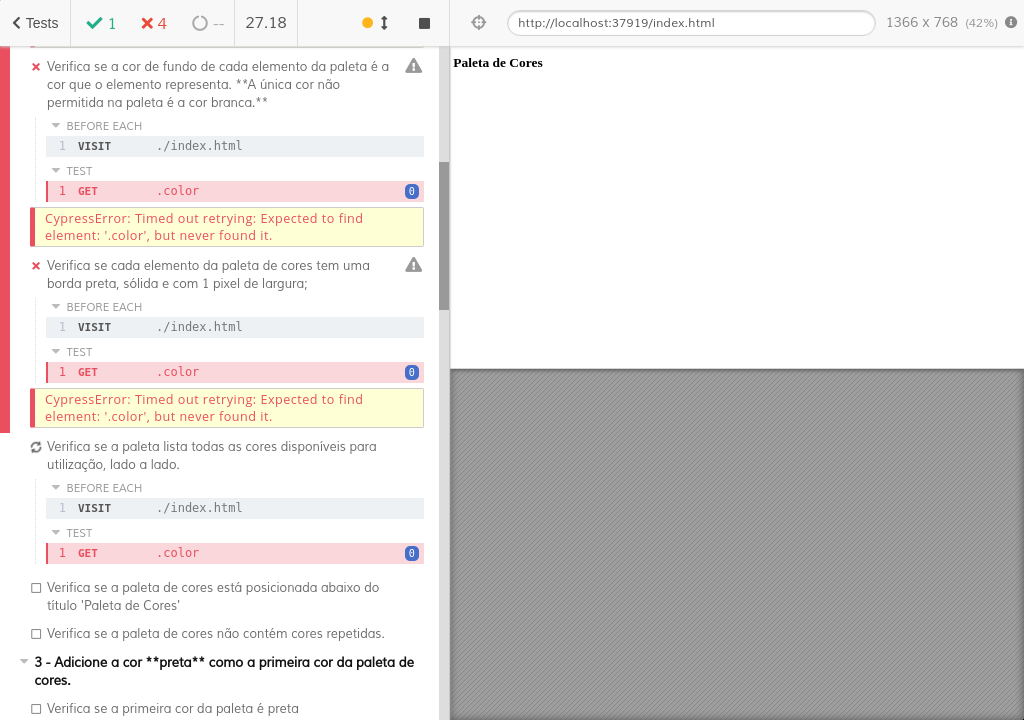 Tests 1 4 -- 27.18 http://localhost:37919/index.html 1366 x 768 (42%)
Paleta de Cores
Verifica se a cor de fundo de cada elemento da paleta é a
cor que o elemento representa. **A única cor não
permitida na paleta é a cor branca.**
BEFORE EACH
1 VISIT ./index.html
TEST
1 GET .color 0
CypressError: Timed out retrying: Expected to find
element: '.color', but never found it.
Verifica se cada elemento da paleta de cores tem uma
borda preta, sólida e com 1 pixel de largura;
BEFORE EACH
1 VISIT ./index.html
TEST
1 GET .color 0
CypressError: Timed out retrying: Expected to find
element: '.color', but never found it.
Verifica se a paleta lista todas as cores disponíveis para
utilização, lado a lado.
BEFORE EACH
1 VISIT ./index.html
TEST
1 GET .color 0
Verifica se a paleta de cores está posicionada abaixo do
título 'Paleta de Cores'
Verifica se a paleta de cores não contém cores repetidas.
3 - Adicione a cor **preta** como a primeira cor da paleta de
cores.
Verifica se a primeira cor da paleta é preta